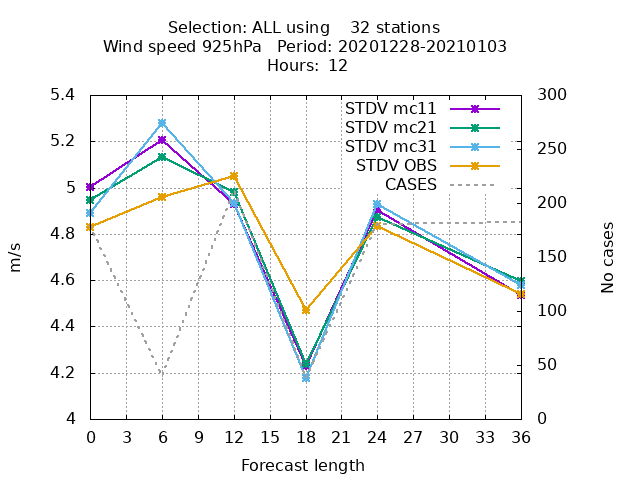 Selection: ALL using    32 stations
Wind speed 925hPa   Period: 20201228-20210103
Hours: 12
5.4
5.2
5
4.8
4.6
4.4
4.2
4
m/s
STDV mc11
STDV mc21
STDV mc31
STDV OBS
CASES
300
250
200
150
100
50
0
No cases
0 3 6 9 12 15 18 21 24 27 30 33 36
Forecast length